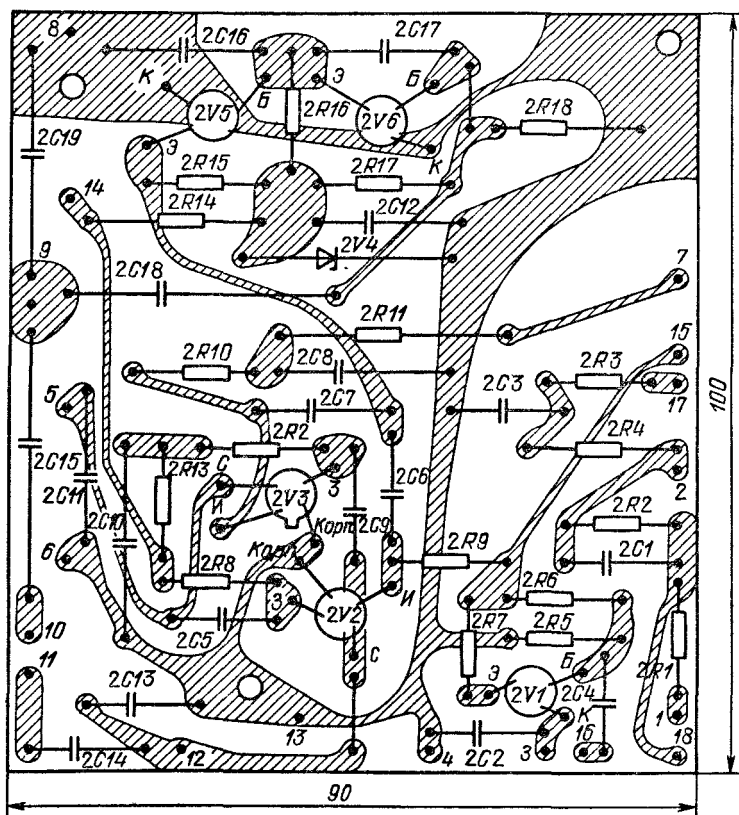 8
2C16
2C17
К
Б
Э
Б
2V5
2R16
2V6
2R18
2C19
Э
К
2R15
2R17
14
2R14
2C12
2V4
9
2C18
7
2R11
15
2R10
2C8
2R3
2C3
17
5
2C7
2R2
2R4
2C15
2R13
С
З
2C6
2
2C11
И
2V3
2C10
Корп
2C9
2R2
6
Корп
2R9
2C1
2R8
И
2R6
З
2V2
2C5
2R7
2R5
10
С
Б
2R1
11
Э
2V1
2C4
2C13
К
1
13
16
2C14
12
4
2C2
3
18
90
100